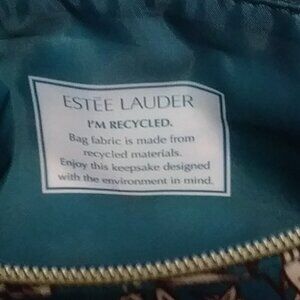 ESTĒE LAUDER
I'M RECYCLED.
Bag fabric is made from
recycled materials.
Enjoy this keepsake designed
with the environment in mind.